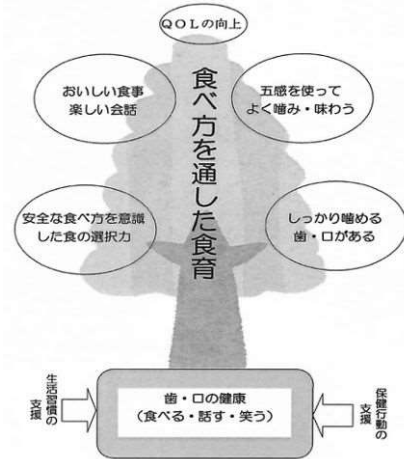 QOLの向上
おいしい食事
楽しい会話
五感を使って
よく噛み・味わう
食べ方を通した食育
安全な食べ方を意識
した食の選択力
しっかり噛める
歯・口がある
生活習慣の
支援
歯・口の健康
(食べる・話す・笑う)
保健行動の
支援